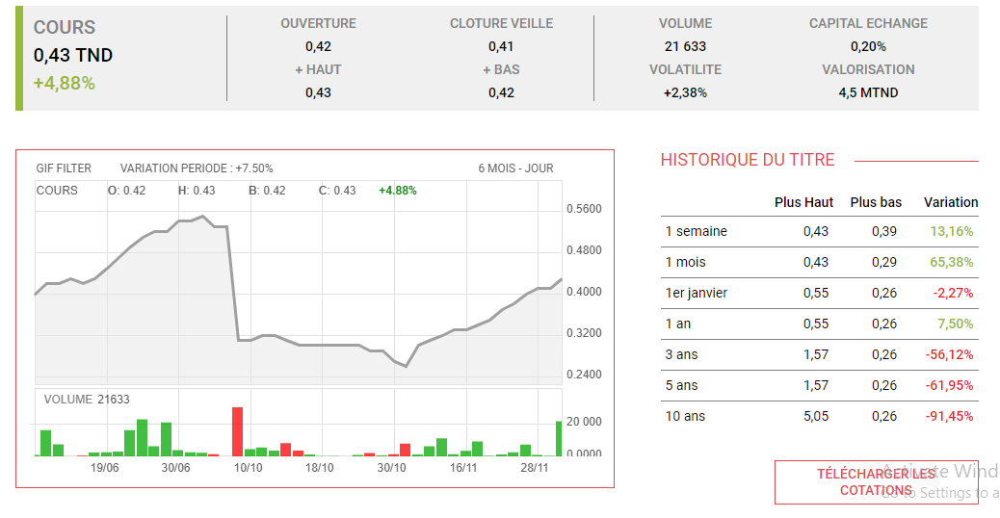 COURS
0,43 TND
+4,88%
OUVERTURE
0,42
+ HAUT
0,43
CLOTURE VEILLE
0,41
+ BAS
0,42
VOLUME
21 633
VOLATILITE
+2,38%
CAPITAL ECHANGE
0,20%
VALORISATION
4,5 MTND
GIF FILTER VARIATION PERIODE : +7.50% 6 MOIS - JOUR
COURS O: 0.42 H: 0.43 B: 0.42 C: 0.43 +4.88%
0.5600
0.4800
0.4000
0.3200
0.2400
VOLUME 21633
20 000
0.0000
19/06 30/06 10/10 18/10 30/10 16/11 28/11
HISTORIQUE DU TITRE
Plus Haut Plus bas Variation
1 semaine 0,43 0,39 13,16%
1 mois 0,43 0,29 65,38%
1er janvier 0,55 0,26 -2,27%
1 an 0,55 0,26 7,50%
3 ans 1,57 0,26 -56,12%
5 ans 1,57 0,26 -61,95%
10 ans 5,05 0,26 -91,45%
TÉLÉCHARGER LES
COTATIONS
Activate Wind
Go to Settings to a